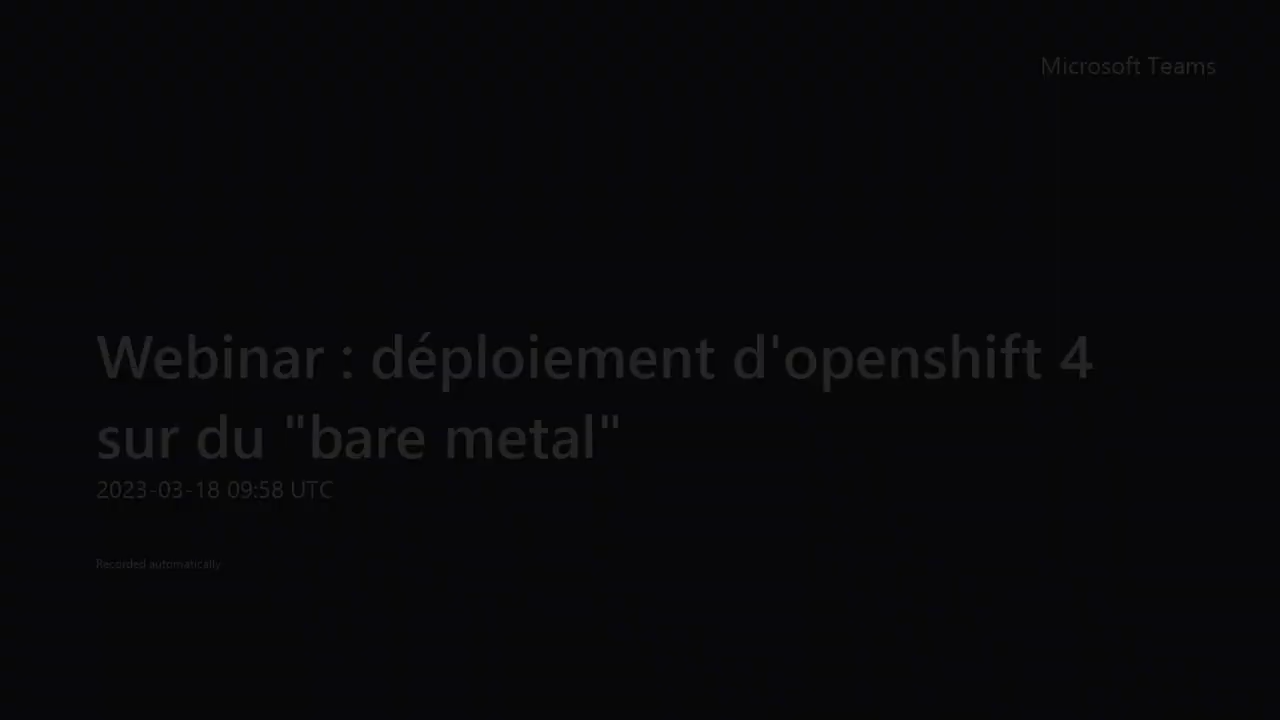 Microsoft Teams
Webinar : déploiement d'openshift 4
sur du "bare metal"
2023-03-18 09:58 UTC
Recorded automatically